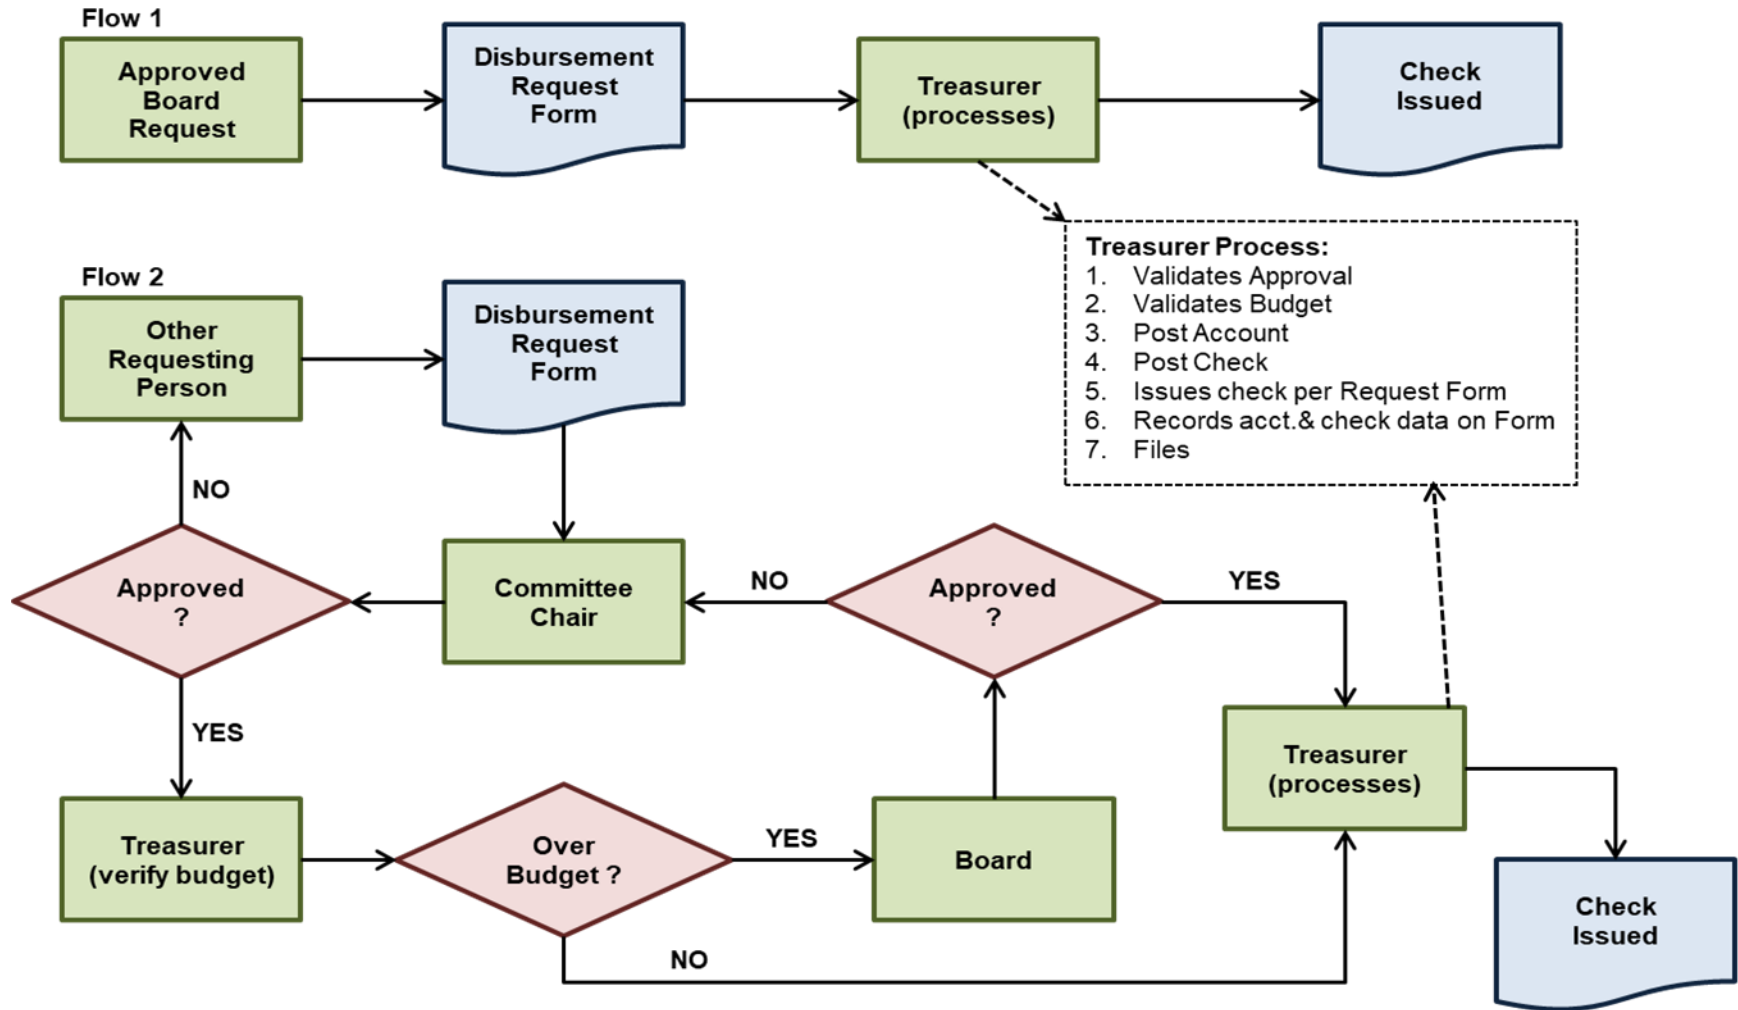 Flow 1
Approved
Board
Request
Disbursement
Request
Form
Treasurer
(processes)
Check
Issued
Treasurer Process:
1. Validates Approval
2. Validates Budget
3. Post Account
4. Post Check
5. Issues check per Request Form
6. Records acct.& check data on Form
7. Files
Flow 2
Other
Requesting
Person
Disbursement
Request
Form
NO
Approved
?
Committee
Chair
NO
Approved
?
YES
YES
Treasurer
(verify budget)
Over
Budget ?
YES
Board
Treasurer
(processes)
NO
Check
Issued